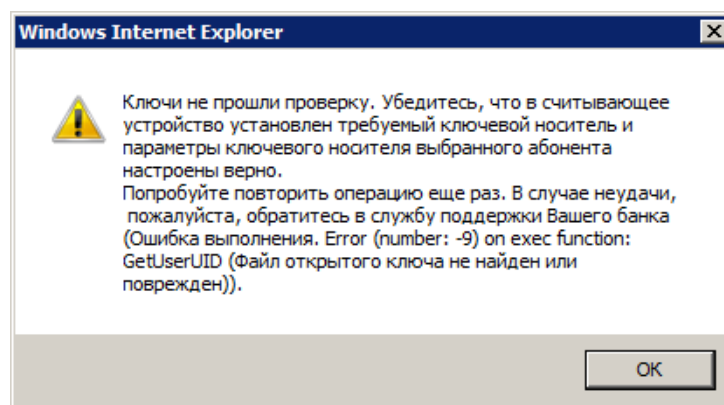 Windows Internet Explorer
Ключи не прошли проверку. Убедитесь, что в считывающее
устройство установлен требуемый ключевой носитель и
параметры ключевого носителя выбранного абонента
настроены верно.
Попробуйте повторить операцию еще раз. В случае неудачи,
пожалуйста, обратитесь в службу поддержки Вашего банка
(Ошибка выполнения. Error (number: -9) on exec function:
GetUserUID (Файл открытого ключа не найден или
поврежден)).
OK